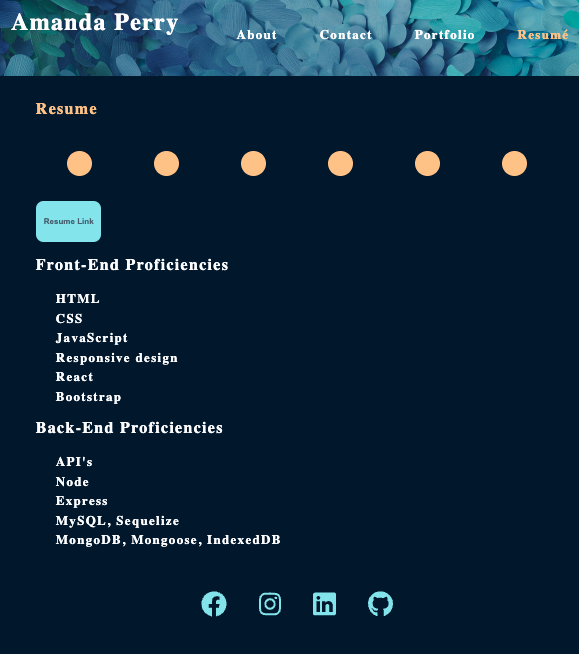 Amanda Perry
About Contact Portfolio Resumé
Resume
Resume Link
Front-End Proficiencies
HTML
CSS
JavaScript
Responsive design
React
Bootstrap
Back-End Proficiencies
API's
Node
Express
MySQL, Sequelize
MongoDB, Mongoose, IndexedDB